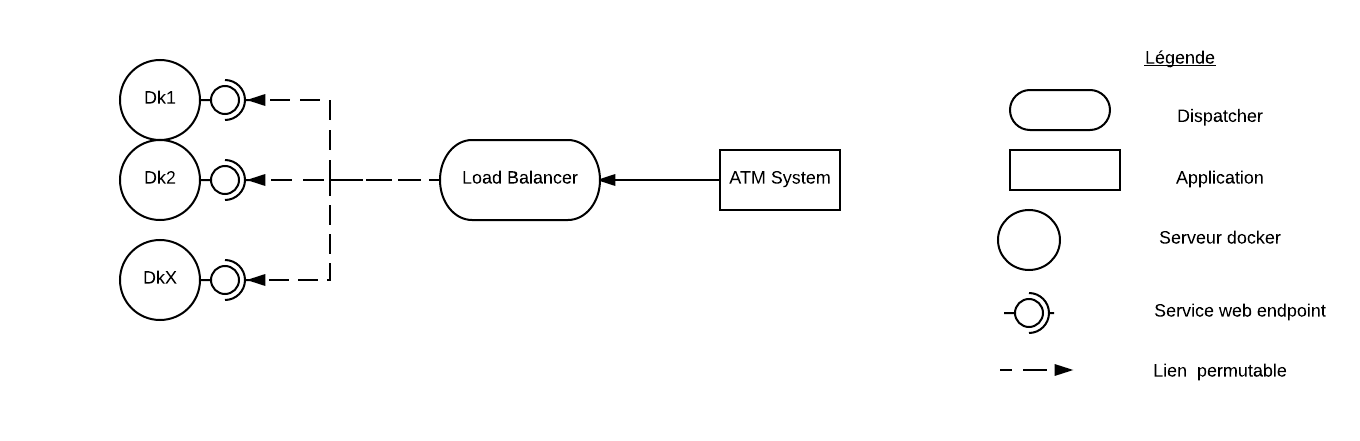 Légende
Dk1
Dispatcher
Dk2
Load Balancer
ATM System
Application
Serveur docker
DkX
Service web endpoint
Lien  permutable